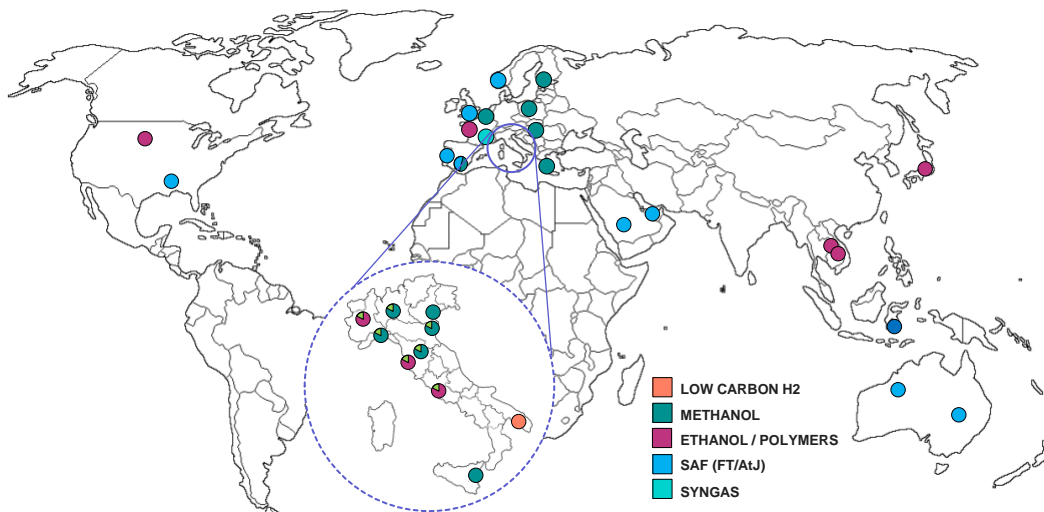 LOW CARBON H2
METHANOL
ETHANOL / POLYMERS
SAF (FT/AtJ)
SYNGAS